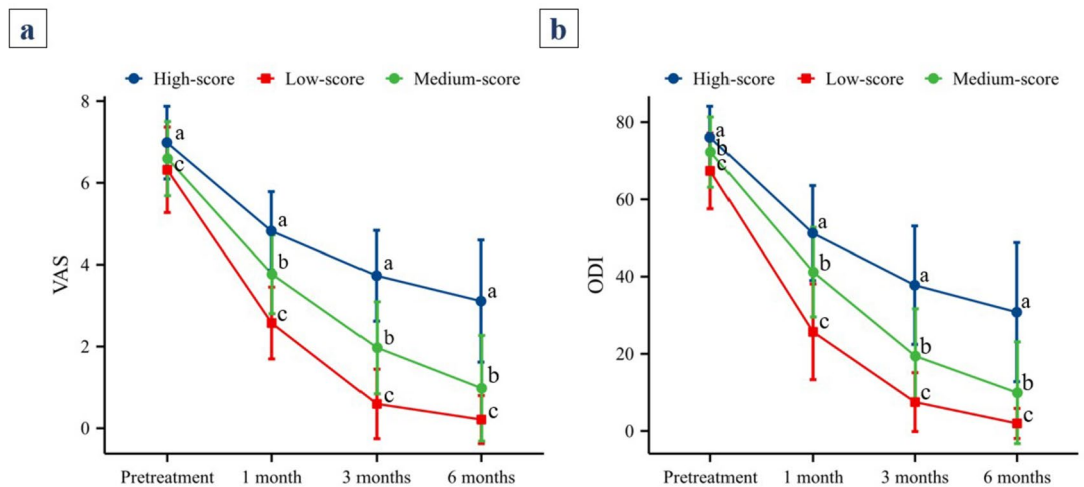 a
High-score Low-score Medium-score
VAS
8
6
4
2
0
a
c
a
b
c
a
b
c
a
b
c
Pretreatment 1 month 3 months 6 months
b
High-score Low-score Medium-score
ODI
80
60
40
20
0
a
b
c
a
b
c
a
b
c
a
b
c
Pretreatment 1 month 3 months 6 months